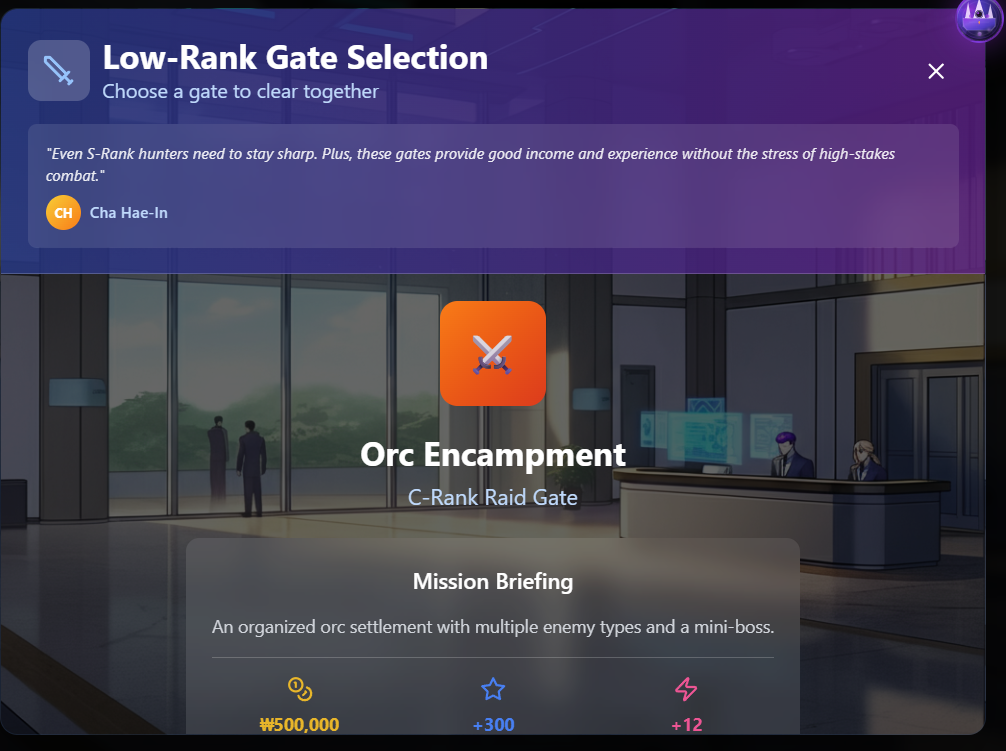 Low-Rank Gate Selection
Choose a gate to clear together
"Even S-Rank hunters need to stay sharp. Plus, these gates provide good income and experience without the stress of high-stakes
combat."
CH Cha Hae-In
Orc Encampment
C-Rank Raid Gate
Mission Briefing
An organized orc settlement with multiple enemy types and a mini-boss.
₩500,000 +300 +12